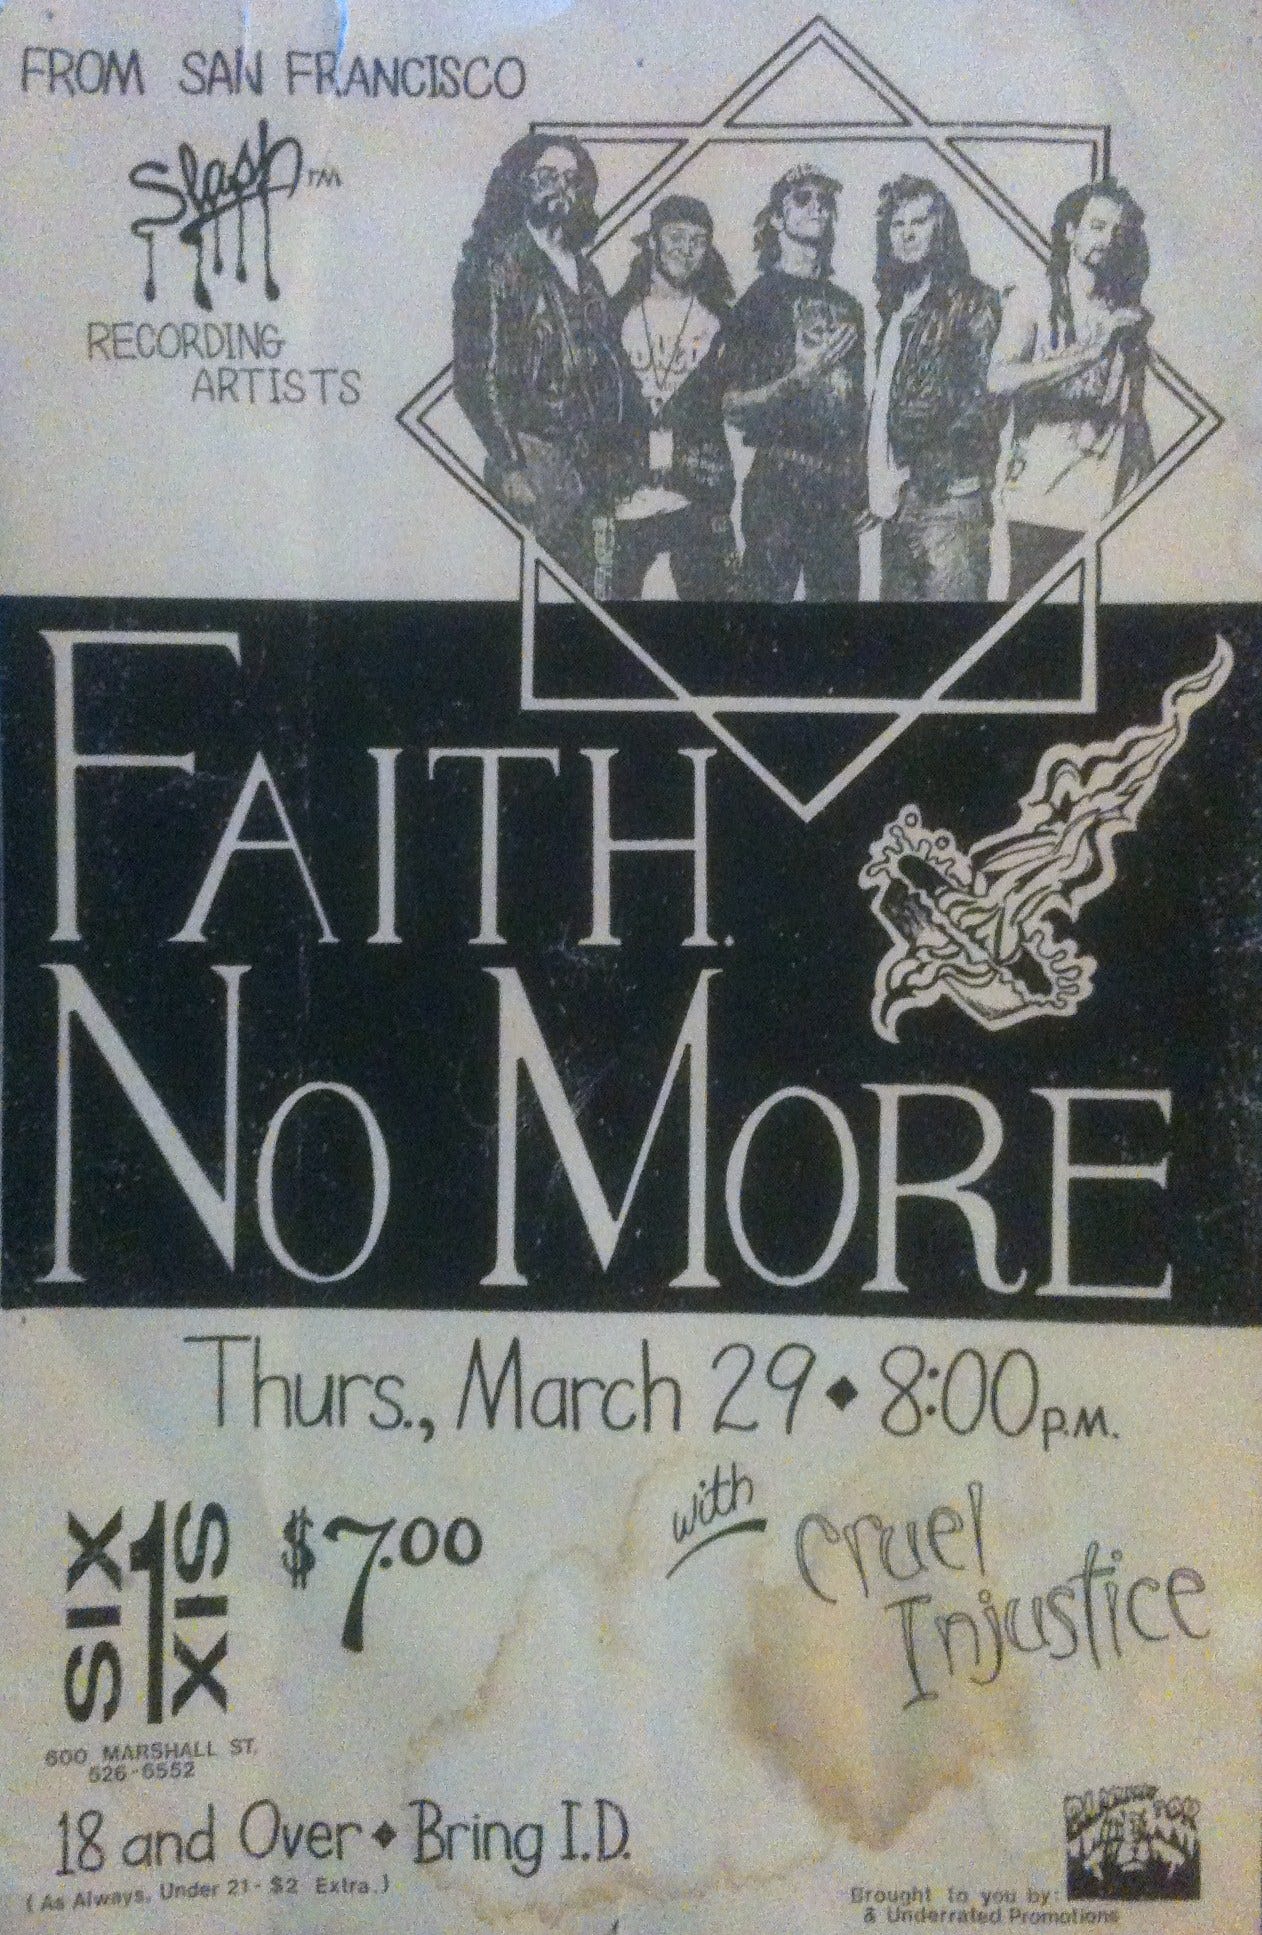 FROM SAN FRANCISCO
Slash™
RECORDING
ARTISTS
FAITH.
NO MORE
Thurs., March 29 ◆ 8:00 P.M.
SIX
1
SIX
$7.00
with
Cruel
Injustice
600 MARSHALL ST.
526-6552
18 and Over ◆ Bring I.D.
(As Always, Under 21- $2 Extra.)
Brought to you by:
& Underrated Promotions